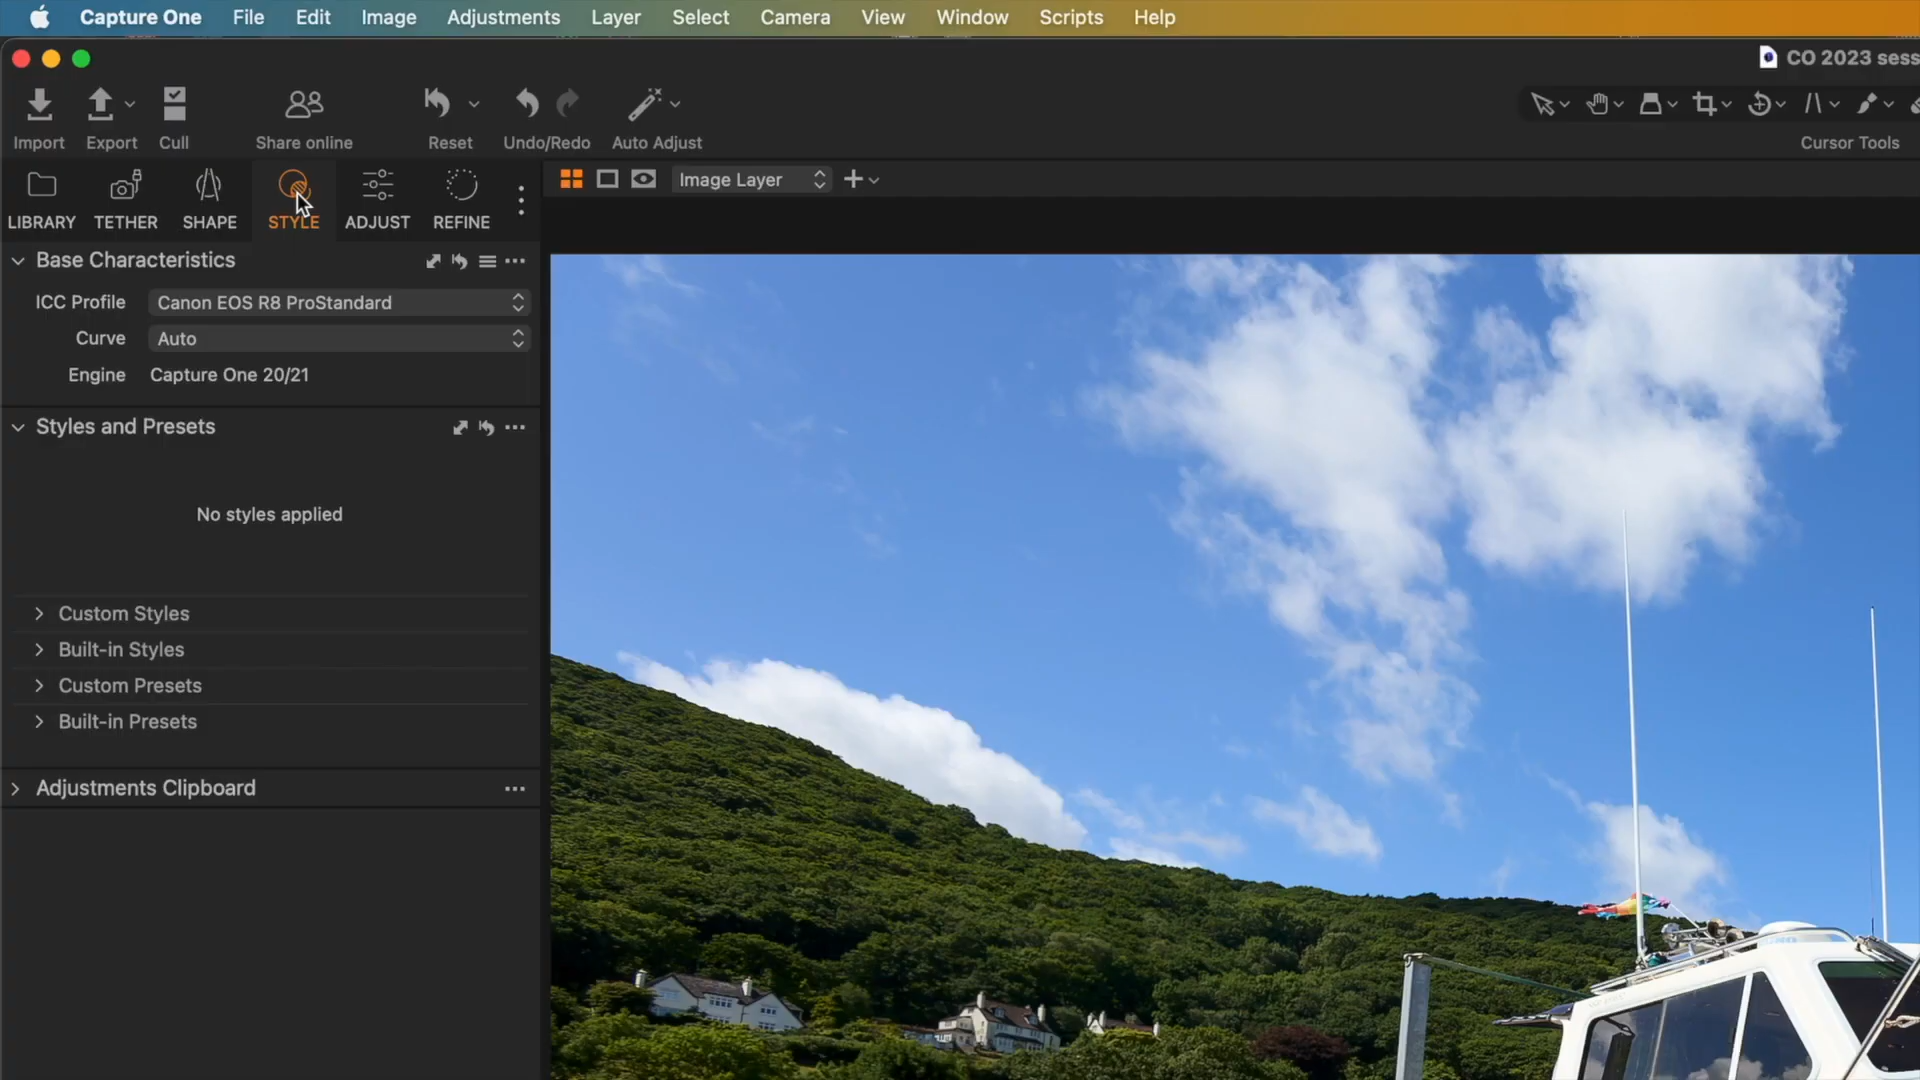 Capture One File Edit Image Adjustments Layer Select Camera View Window Scripts Help
CO 2023 sess
Import Export Cull Share online Reset Undo/Redo Auto Adjust Cursor Tools
LIBRARY TETHER SHAPE STYLE ADJUST REFINE
Image Layer
Base Characteristics
ICC Profile Canon EOS R8 ProStandard
Curve Auto
Engine Capture One 20/21
Styles and Presets
No styles applied
Custom Styles
Built-in Styles
Custom Presets
Built-in Presets
Adjustments Clipboard